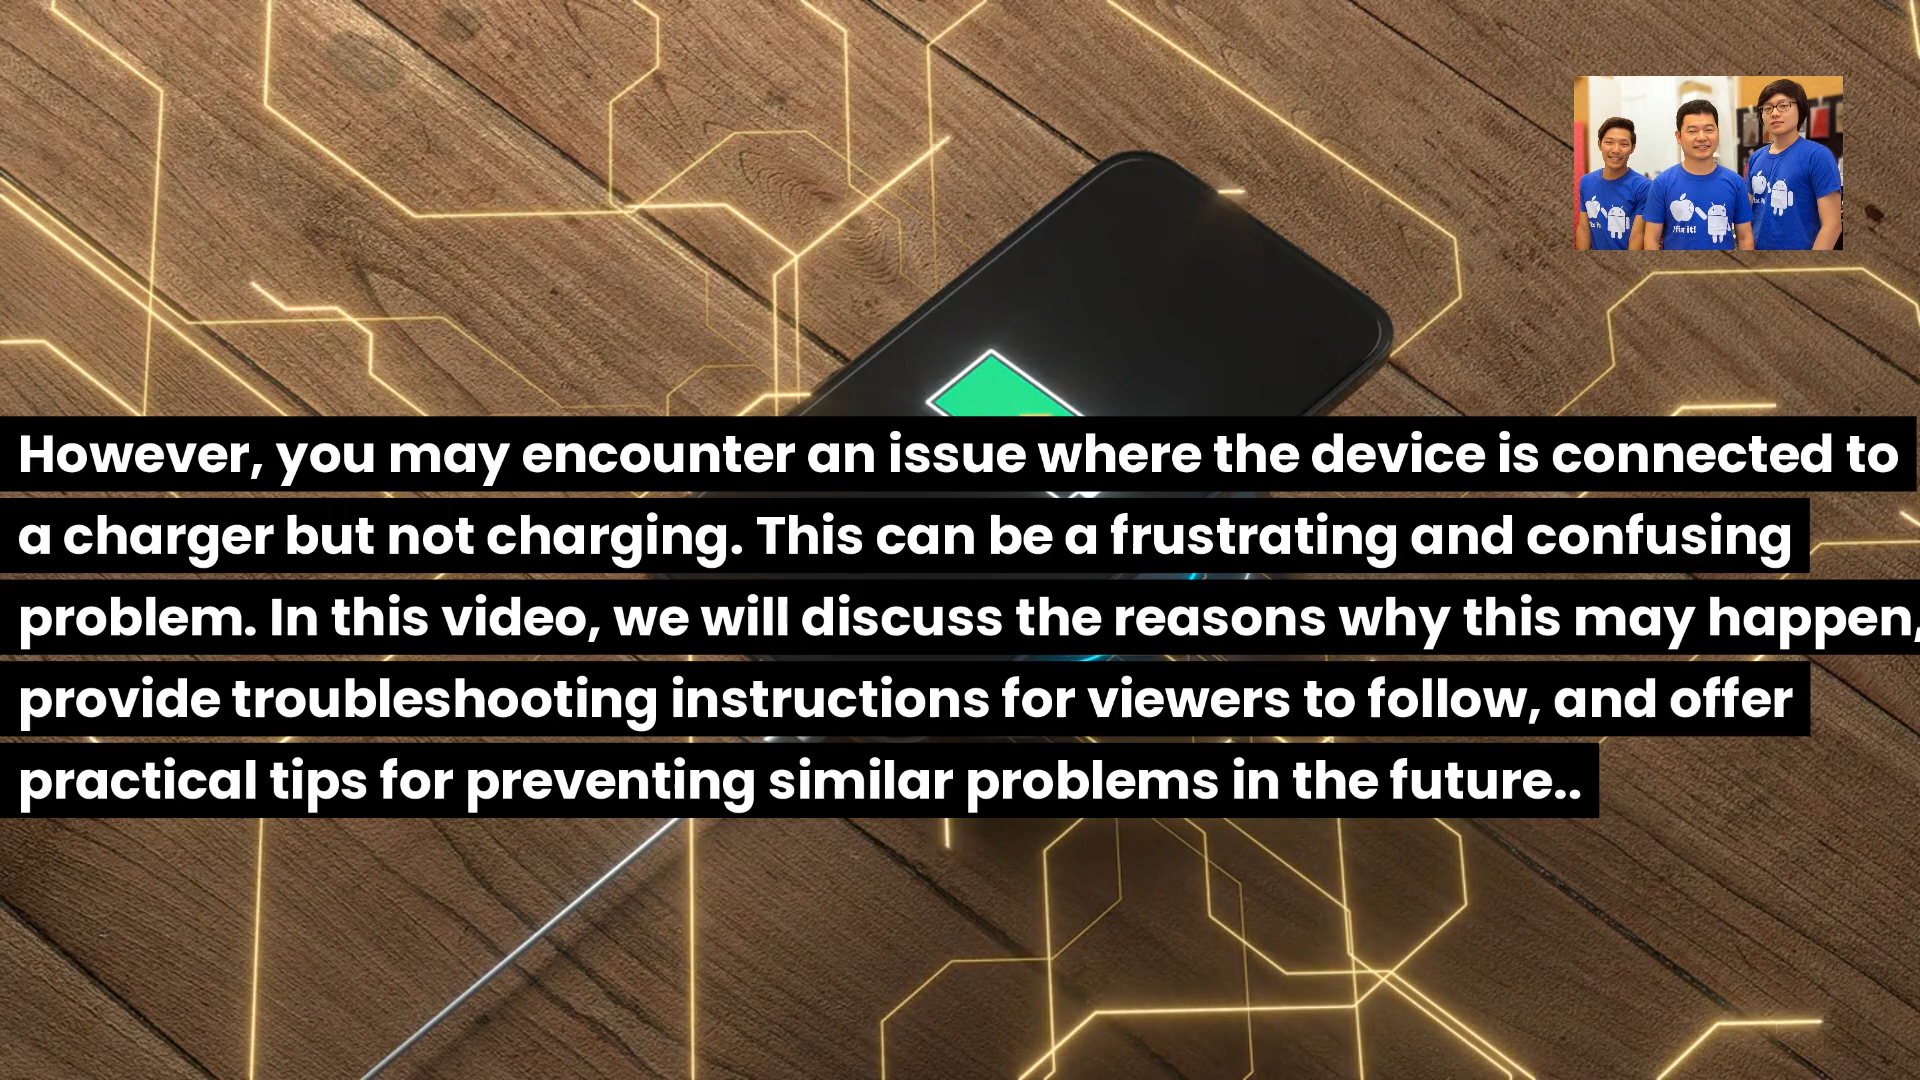 However, you may encounter an issue where the device is connected to
a charger but not charging. This can be a frustrating and confusing
problem. In this video, we will discuss the reasons why this may happen,
provide troubleshooting instructions for viewers to follow, and offer
practical tips for preventing similar problems in the future..
fix it!